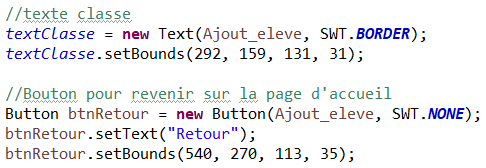 //texte classe
textClasse = new Text(Ajout_eleve, SWT.BORDER);
textClasse.setBounds(292, 159, 131, 31);

//Bouton pour revenir sur la page d'accueil
Button btnRetour = new Button(Ajout_eleve, SWT.NONE);
btnRetour.setText("Retour");
btnRetour.setBounds(540, 270, 113, 35);